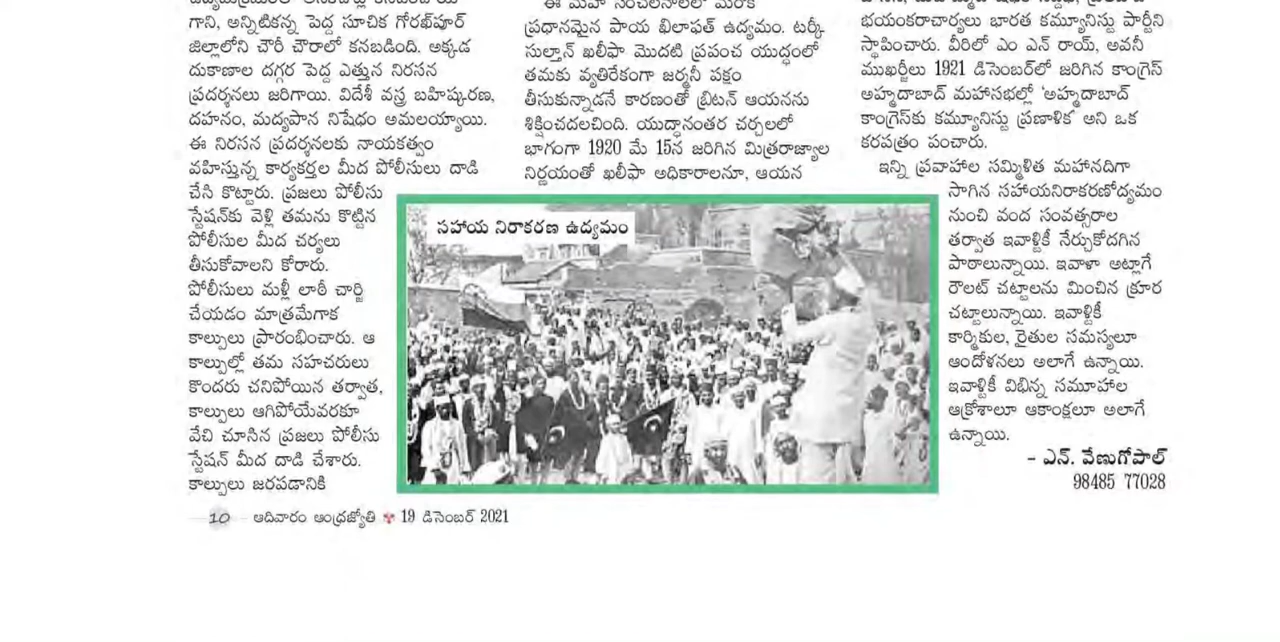 గాని, అన్నిటికన్న పెద్ద సూచిక గోరఖ్‌పూర్
జిల్లాలోని చౌరీ చౌరాలో కనబడింది. అక్కడ
దుకాణాల దగ్గర పెద్ద ఎత్తున నిరసన
ప్రదర్శనలు జరిగాయి. విదేశీ వస్త్ర బహిష్కరణ,
దహనం, మద్యపాన నిషేధం అమలయ్యాయి.
ఈ నిరసన ప్రదర్శనలకు నాయకత్వం
వహిస్తున్న కార్యకర్తల మీద పోలీసులు దాడి
చేసి కొట్టారు. ప్రజలు పోలీసు
స్టేషన్‌కు వెళ్లి తమను కొట్టిన
పోలీసుల మీద చర్యలు
తీసుకోవాలని కోరారు.
పోలీసులు మళ్లీ లాఠీ చార్జి
చేయడం మాత్రమేగాక
కాల్పులు ప్రారంభించారు. ఆ
కాల్పుల్లో తమ సహచరులు
కొందరు చనిపోయిన తర్వాత,
కాల్పులు ఆగిపోయేవరకూ
వేచి చూసిన ప్రజలు పోలీసు
స్టేషన్ మీద దాడి చేశారు.
కాల్పులు జరపడానికి
ఈ మహా సంచలనాలలో మరొక
ప్రధానమైన పాయ ఖిలాఫత్ ఉద్యమం. టర్కీ
సుల్తాన్ ఖలీఫా మొదటి ప్రపంచ యుద్ధంలో
తమకు వ్యతిరేకంగా జర్మనీ పక్షం
తీసుకున్నాడనే కారణంతో బ్రిటన్ ఆయనను
శిక్షించదలచింది. యుద్ధానంతర చర్చలలో
భాగంగా 1920 మే 15న జరిగిన మిత్రరాజ్యాల
నిర్ణయంతో ఖలీఫా అధికారాలనూ, ఆయన
సహాయ నిరాకరణ ఉద్యమం
భయంకరాచార్యలు భారత కమ్యూనిస్టు పార్టీని
స్థాపించారు. వీరిలో ఎం ఎన్ రాయ్, అవనీ
ముఖర్జీలు 1921 డిసెంబర్‌లో జరిగిన కాంగ్రెస్
అహ్మదాబాద్ మహాసభల్లో ‘అహ్మదాబాద్
కాంగ్రెస్‌కు కమ్యూనిస్టు ప్రణాళిక’ అని ఒక
కరపత్రం పంచారు.
ఇన్ని ప్రవాహాల సమ్మిళిత మహానదిగా
సాగిన సహాయనిరాకరణోద్యమం
నుంచి వంద సంవత్సరాల
తర్వాత ఇవాళ్టికీ నేర్చుకోదగిన
పాఠాలున్నాయి. ఇవాళా అట్లాగే
రౌలట్ చట్టాలను మించిన క్రూర
చట్టాలున్నాయి. ఇవాళ్టికీ
కార్మికుల, రైతుల సమస్యలూ
ఆందోళనలు అలాగే ఉన్నాయి.
ఇవాళ్టికీ విభిన్న సమూహాల
ఆక్రోశాలూ ఆకాంక్షలూ అలాగే
ఉన్నాయి.
– ఎన్. వేణుగోపాల్
98485 77028
10 ఆదివారం ఆంధ్రజ్యోతి 19 డిసెంబర్ 2021